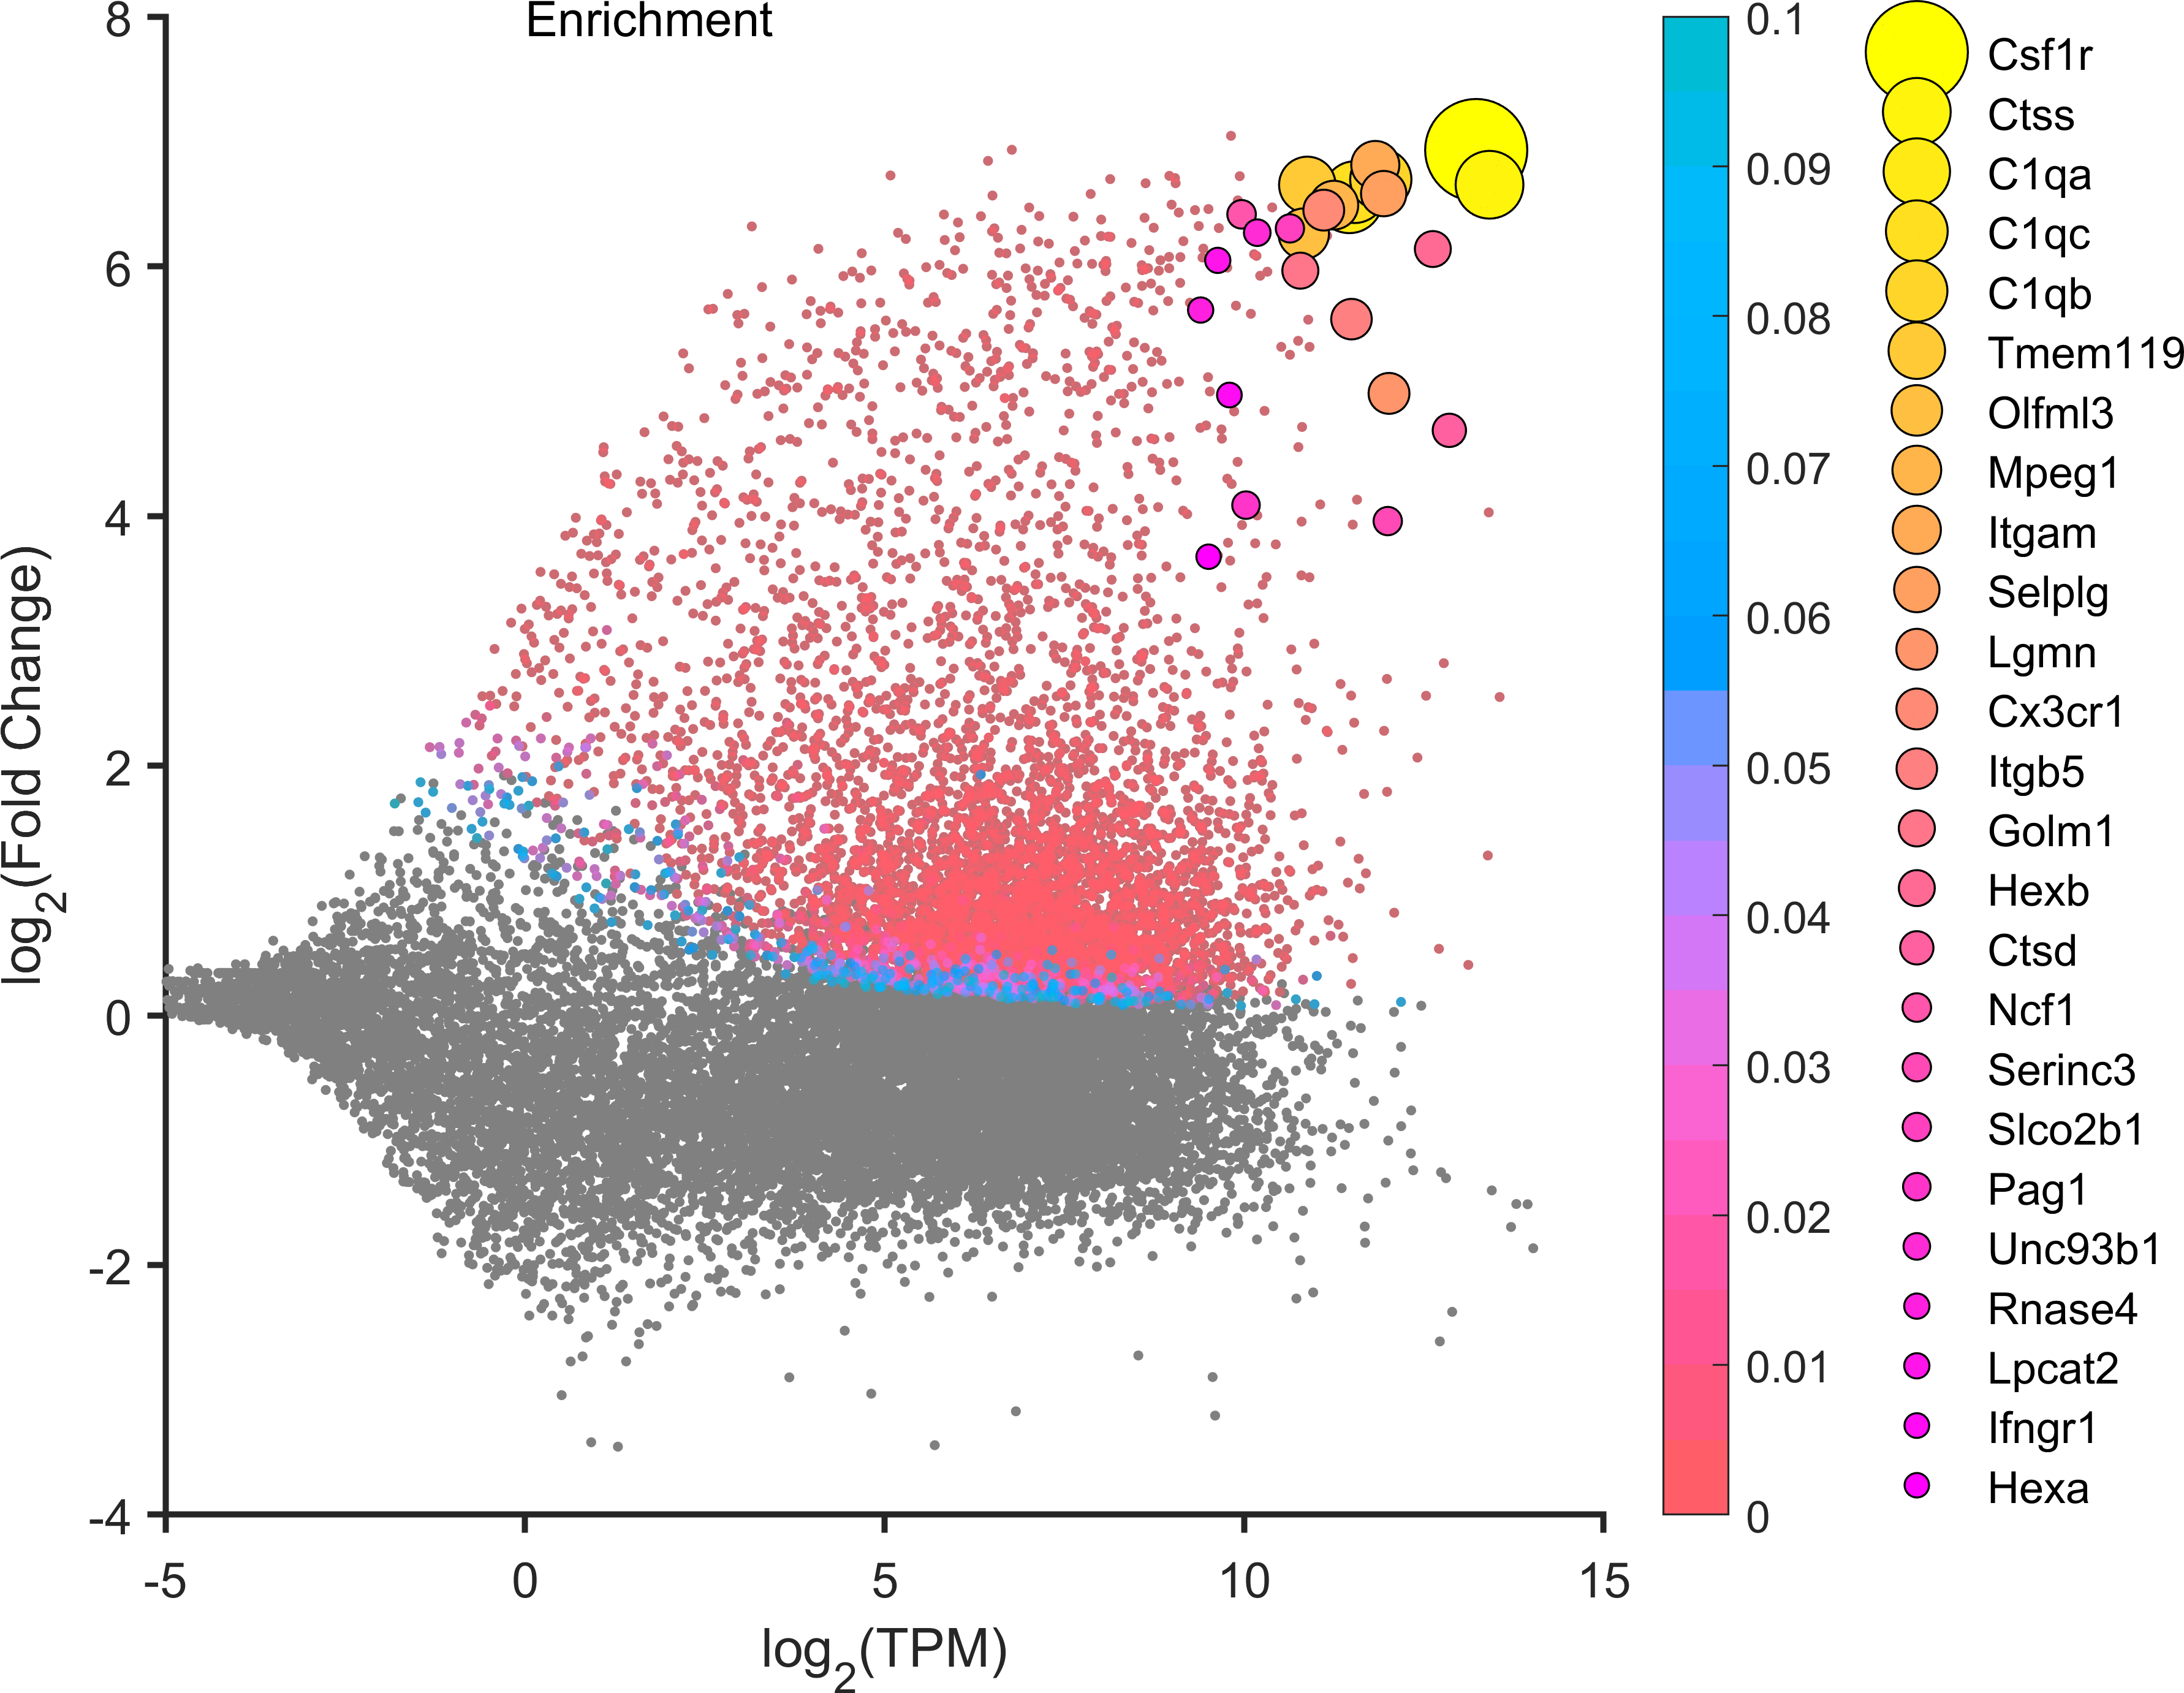 Enrichment
8
6
4
2
0
-2
-4
log2(Fold Change)
-5
0
5
10
15
log2(TPM)
0.1
0.09
0.08
0.07
0.06
0.05
0.04
0.03
0.02
0.01
0
Csf1r
Ctss
C1qa
C1qc
C1qb
Tmem119
Olfml3
Mpeg1
Itgam
Selplg
Lgmn
Cx3cr1
Itgb5
Golm1
Hexb
Ctsd
Ncf1
Serinc3
Slco2b1
Pag1
Unc93b1
Rnase4
Lpcat2
Ifngr1
Hexa